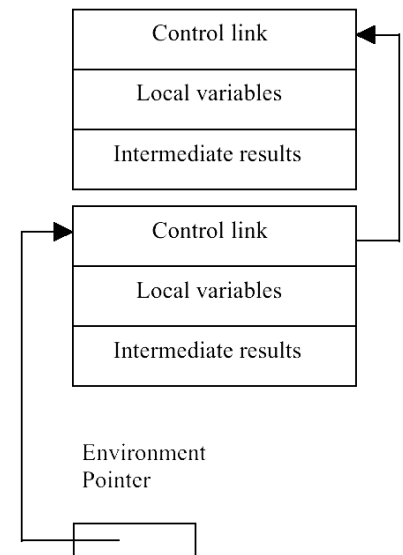 Control link
Local variables
Intermediate results
Control link
Local variables
Intermediate results
Environment
Pointer